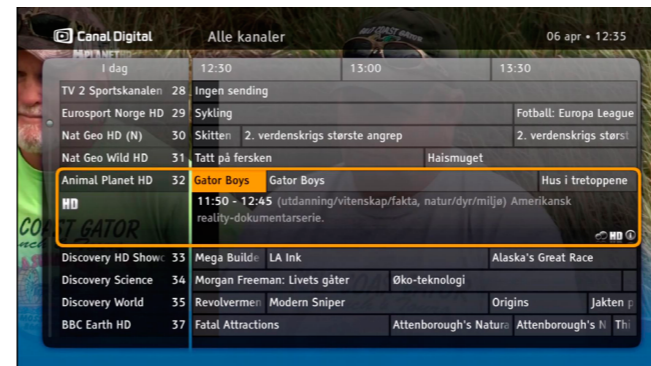 Canal Digital Alle kanaler 06 apr • 12:35
I dag 12:30 13:00 13:30
TV 2 Sportskanalen 28 Ingen sending
Eurosport Norge HD 29 Sykling Fotball: Europa League
Nat Geo HD (N) 30 Skitten 2. verdenskrigs største angrep 2. verdenskrigs størst
Nat Geo Wild HD 31 Tatt på fersken Haismuget
Animal Planet HD 32 Gator Boys Gator Boys Hus i tretoppene
HD 11:50 - 12:45 (utdanning/vitenskap/fakta, natur/dyr/miljø) Amerikansk
reality-dokumentarserie.
HD
Discovery HD Showc 33 Mega Builde LA Ink Alaska's Great Race
Discovery Science 34 Morgan Freeman: Livets gåter Øko-teknologi
Discovery World 35 Revolvermen Modern Sniper Origins Jakten p
BBC Earth HD 37 Fatal Attractions Attenborough's Natura Attenborough's N Thi
COAST GATOR